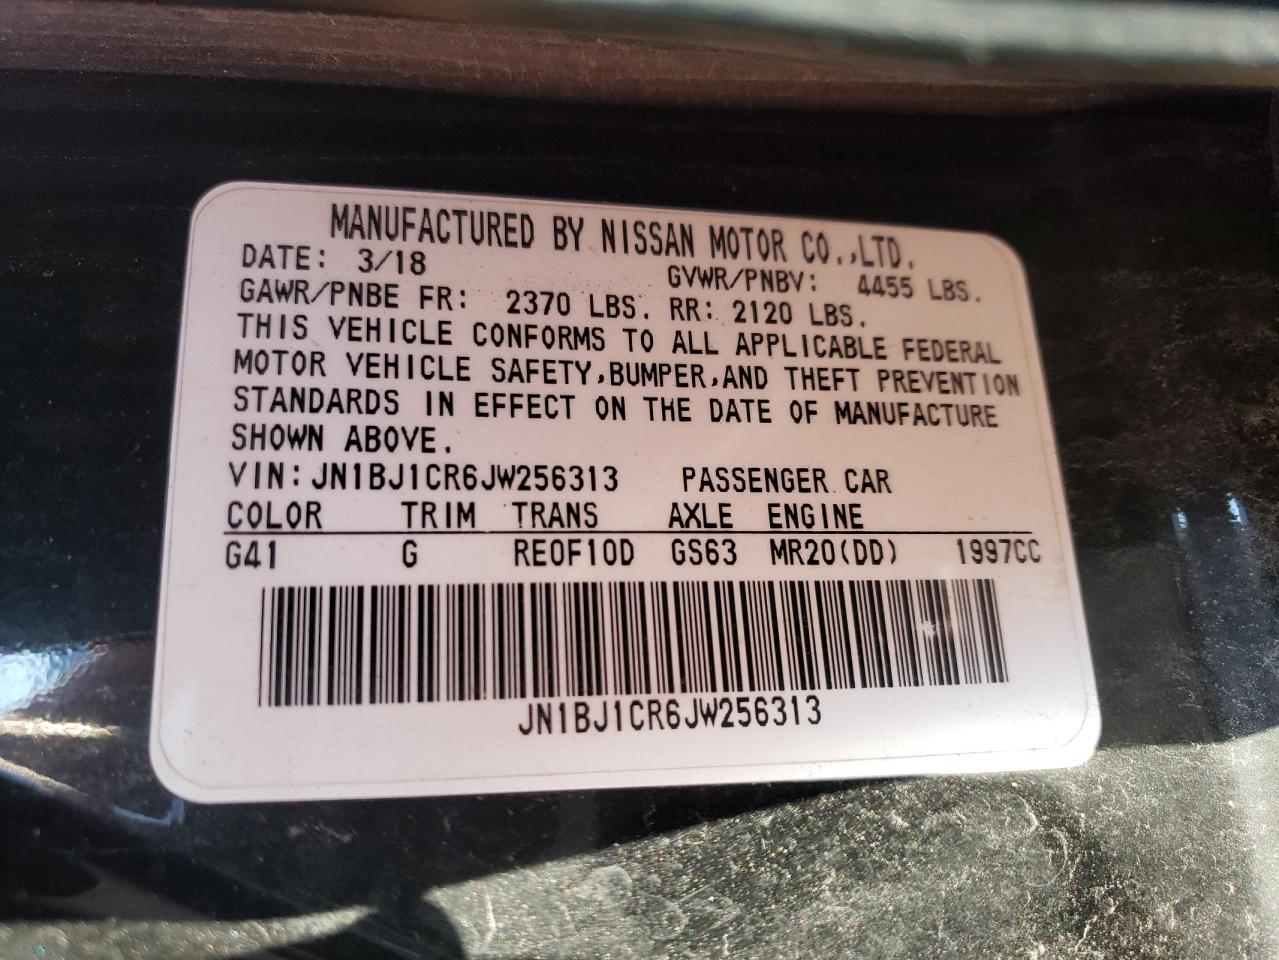 MANUFACTURED BY NISSAN MOTOR CO.,LTD.
DATE: 3/18 GVWR/PNBV: 4455 LBS.
GAWR/PNBE FR: 2370 LBS. RR: 2120 LBS.
THIS VEHICLE CONFORMS TO ALL APPLICABLE FEDERAL
MOTOR VEHICLE SAFETY,BUMPER,AND THEFT PREVENTION
STANDARDS IN EFFECT ON THE DATE OF MANUFACTURE
SHOWN ABOVE.
VIN: JN1BJ1CR6JW256313 PASSENGER CAR
COLOR TRIM TRANS AXLE ENGINE
G41 G RE0F10D GS63 MR20(DD) 1997CC
JN1BJ1CR6JW256313